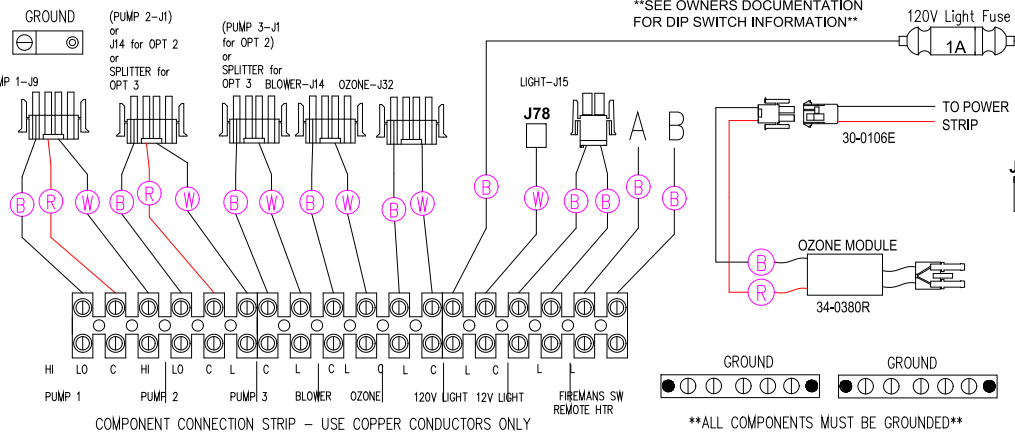 GROUND
(PUMP 2-J1)
or
J14 for OPT 2
or
SPLITTER for
OPT 3
(PUMP 3-J1
for OPT 2)
or
SPLITTER for
OPT 3
BLOWER-J14
OZONE-J32
MP 1-J9
**SEE OWNERS DOCUMENTATION
FOR DIP SWITCH INFORMATION**
120V Light Fuse
1A
LIGHT-J15
J78
A B
TO POWER
STRIP
30-0106E
J
B R W B R W B W B W B W B W B B B B
OZONE MODULE
B
R
34-0380R
HI LO C HI LO C L C L C L C L C L C L L
PUMP 1 PUMP 2 PUMP 3 BLOWER OZONE 120V LIGHT 12V LIGHT FIREMANS SW
REMOTE HTR
COMPONENT CONNECTION STRIP - USE COPPER CONDUCTORS ONLY
GROUND GROUND
**ALL COMPONENTS MUST BE GROUNDED**